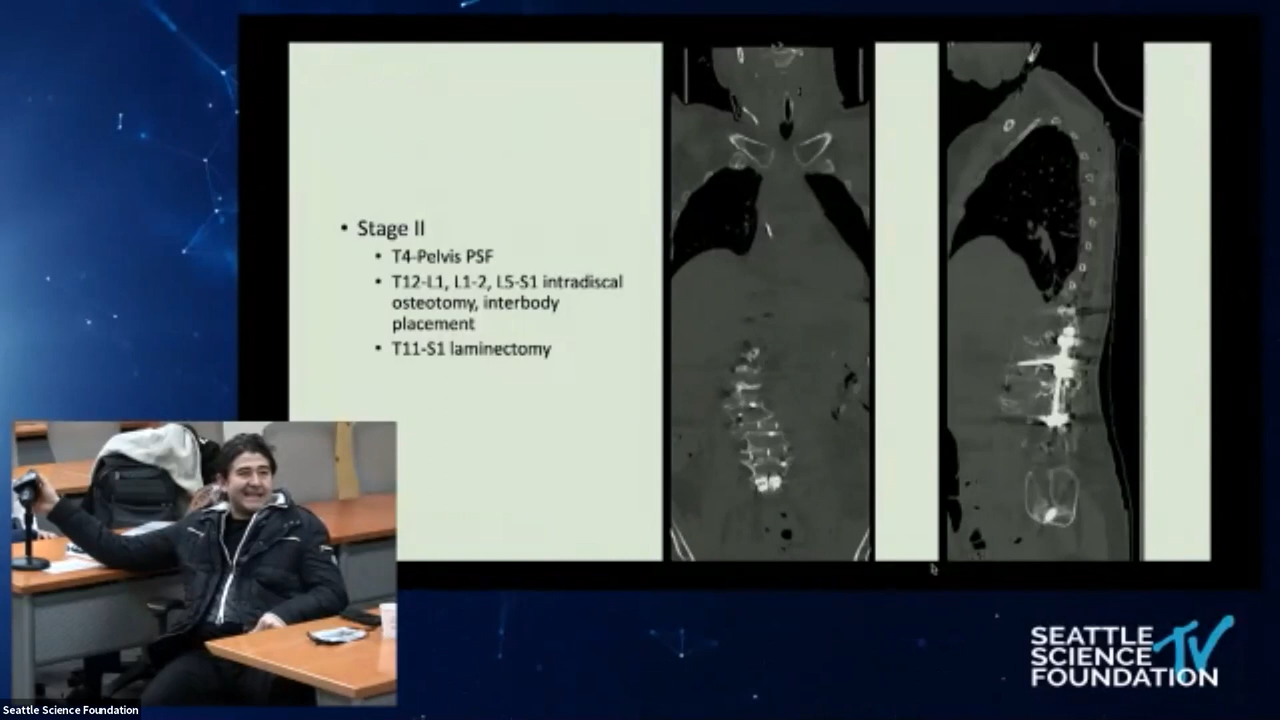 • Stage II
• T4-Pelvis PSF
• T12-L1, L1-2, L5-S1 intradiscal
osteotomy, interbody
placement
• T11-S1 laminectomy
SEATTLE
SCIENCE TV
FOUNDATION
Seattle Science Foundation